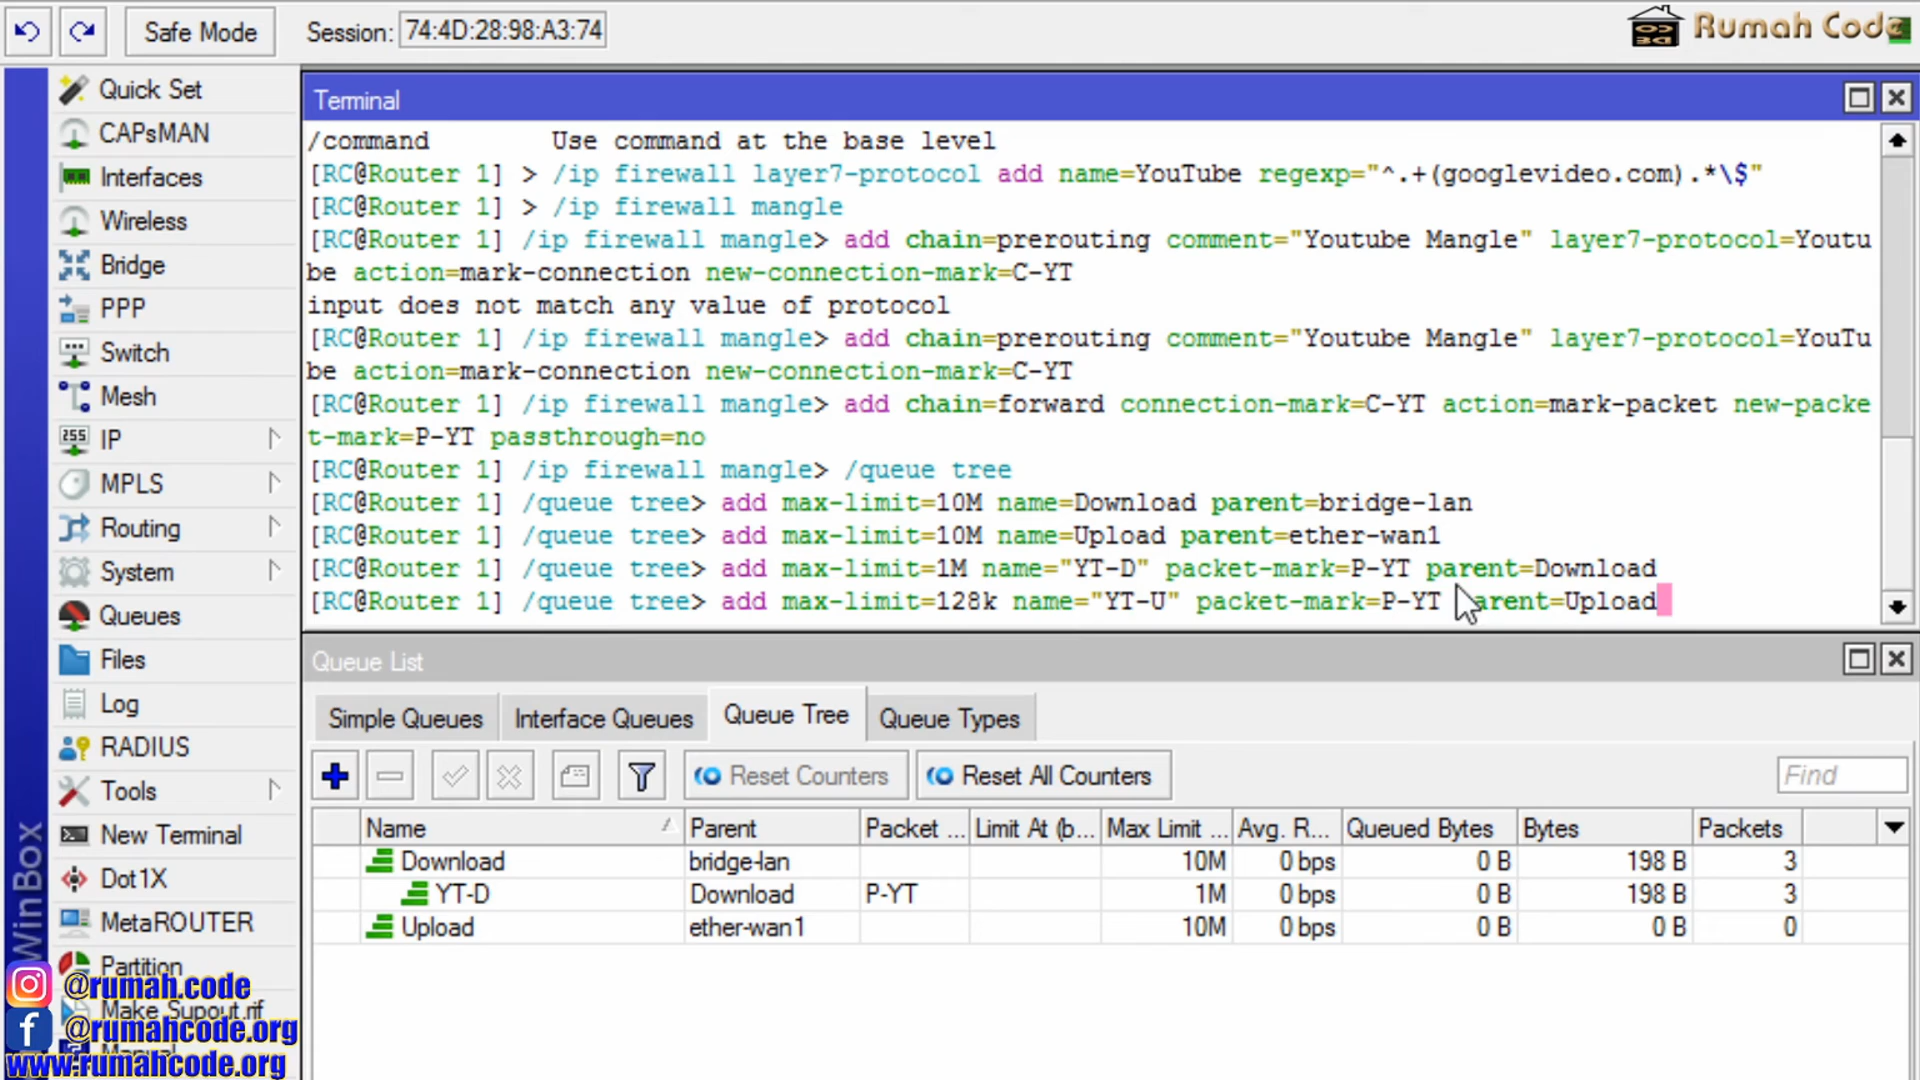 Safe Mode
Session: 74:4D:28:98:A3:74
Rumah Code
Quick Set
CAPsMAN
Interfaces
Wireless
Bridge
PPP
Switch
Mesh
255 IP
MPLS
Routing
System
Queues
Files
Log
RADIUS
Tools
New Terminal
Dot1X
MetaROUTER
Partition
Make Supout.rif
WinBox
@rumah.code
@rumahcode.org
www.rumahcode.org
Terminal
/command Use command at the base level
[RC@Router 1] > /ip firewall layer7-protocol add name=YouTube regexp="^.+(googlevideo.com).*\$"
[RC@Router 1] > /ip firewall mangle
[RC@Router 1] /ip firewall mangle> add chain=prerouting comment="Youtube Mangle" layer7-protocol=Youtu
be action=mark-connection new-connection-mark=C-YT
input does not match any value of protocol
[RC@Router 1] /ip firewall mangle> add chain=prerouting comment="Youtube Mangle" layer7-protocol=YouTu
be action=mark-connection new-connection-mark=C-YT
[RC@Router 1] /ip firewall mangle> add chain=forward connection-mark=C-YT action=mark-packet new-packe
t-mark=P-YT passthrough=no
[RC@Router 1] /ip firewall mangle> /queue tree
[RC@Router 1] /queue tree> add max-limit=10M name=Download parent=bridge-lan
[RC@Router 1] /queue tree> add max-limit=10M name=Upload parent=ether-wan1
[RC@Router 1] /queue tree> add max-limit=1M name="YT-D" packet-mark=P-YT parent=Download
[RC@Router 1] /queue tree> add max-limit=128k name="YT-U" packet-mark=P-YT parent=Upload
Queue List
Simple Queues Interface Queues Queue Tree Queue Types
Reset Counters Reset All Counters Find
Name Parent Packet ... Limit At (b... Max Limit ... Avg. R... Queued Bytes Bytes Packets
Download bridge-lan 10M 0 bps 0 B 198 B 3
YT-D Download P-YT 1M 0 bps 0 B 198 B 3
Upload ether-wan1 10M 0 bps 0 B 0 B 0